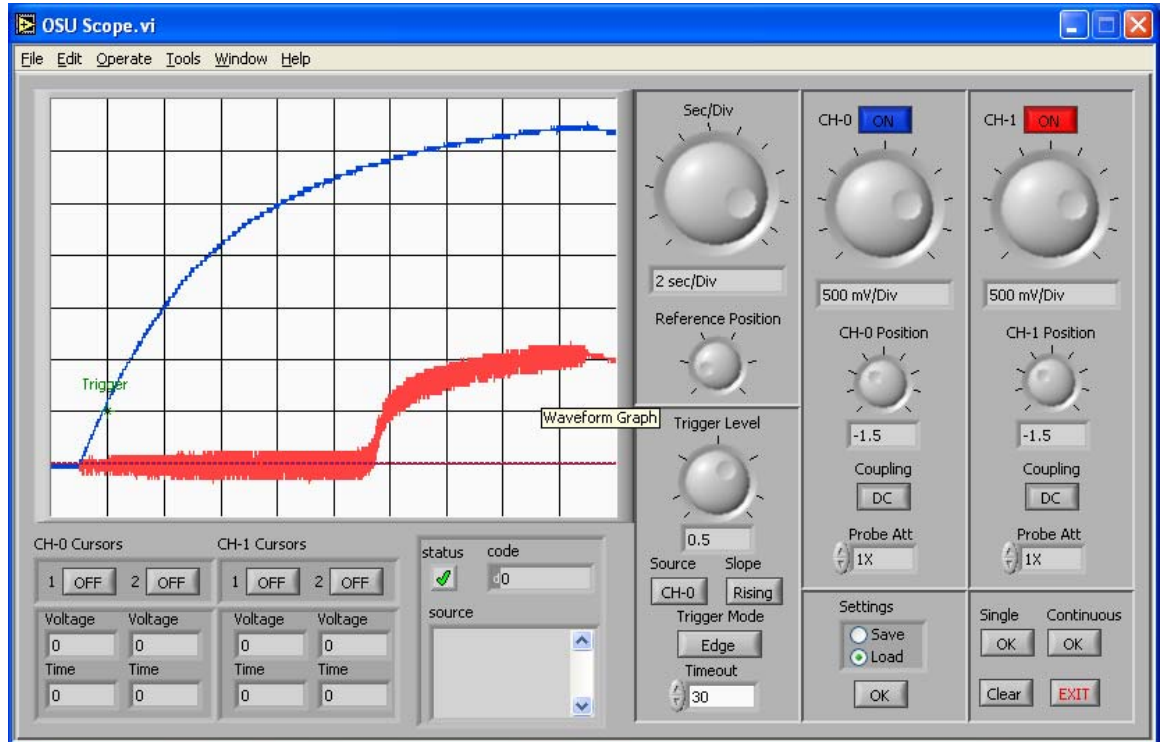 OSU Scope.vi
File Edit Operate Tools Window Help
Trigger
Waveform Graph
Sec/Div
2 sec/Div
Reference Position
Trigger Level
0.5
Source Slope
CH-0 Rising
Trigger Mode
Edge
Timeout
30
CH-0 ON
500 mV/Div
CH-0 Position
-1.5
Coupling
DC
Probe Att
1X
CH-1 ON
500 mV/Div
CH-1 Position
-1.5
Coupling
DC
Probe Att
1X
CH-0 Cursors
1 OFF 2 OFF
Voltage Voltage
0 0
Time Time
0 0
CH-1 Cursors
1 OFF 2 OFF
Voltage Voltage
0 0
Time Time
0 0
status code
d0
source
Settings
Save
Load
OK
Single Continuous
OK OK
Clear EXIT